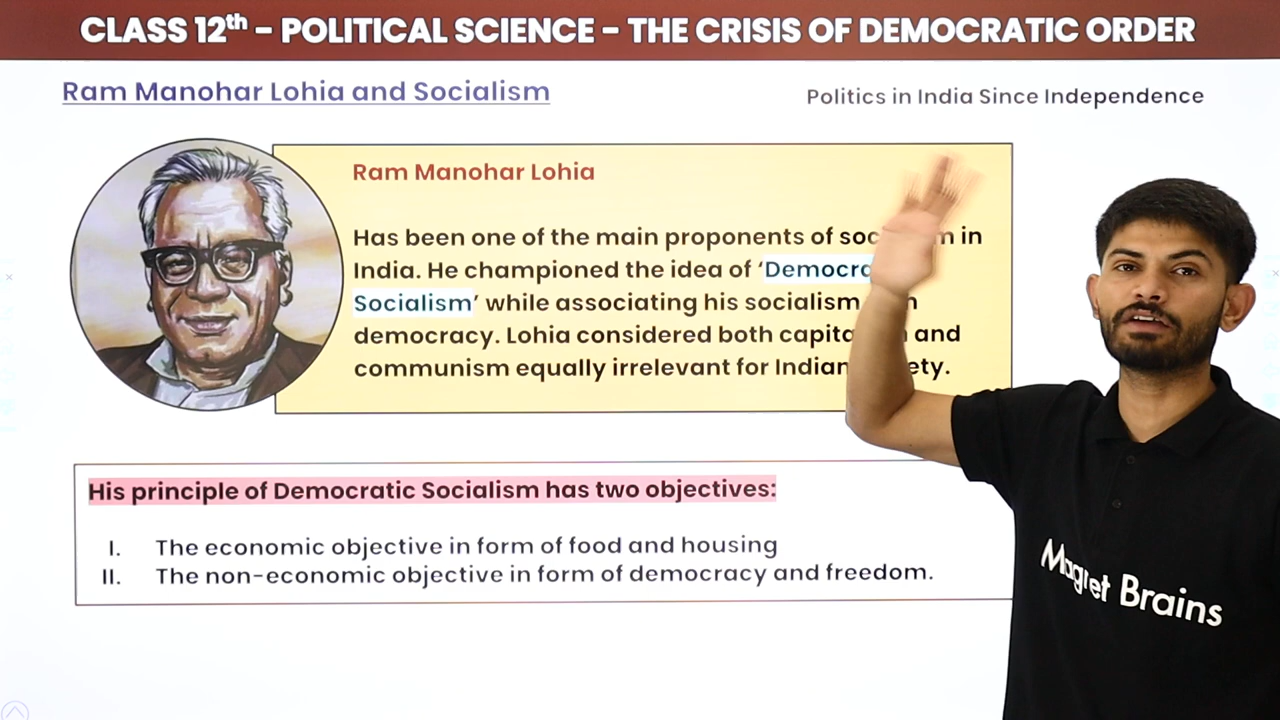 CLASS 12th – POLITICAL SCIENCE – THE CRISIS OF DEMOCRATIC ORDER
Ram Manohar Lohia and Socialism
Politics in India Since Independence
Ram Manohar Lohia
Has been one of the main proponents of in
India. He championed the idea of
Socialism’ while associating his socialism
democracy. Lohia considered both and
communism equally irrelevant for Indian
His principle of Democratic Socialism has two objectives:
I. The economic objective in form of food and housing
II. The non-economic objective in form of democracy and freedom.
Magnet Brains